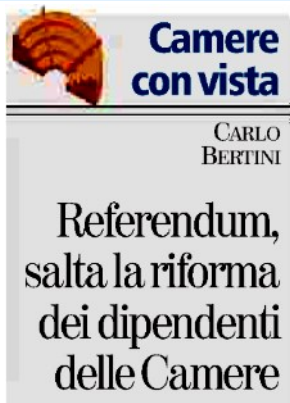 Camere
con vista
CARLO
BERTINI
Referendum,
salta la riforma
dei dipendenti
delle Camere